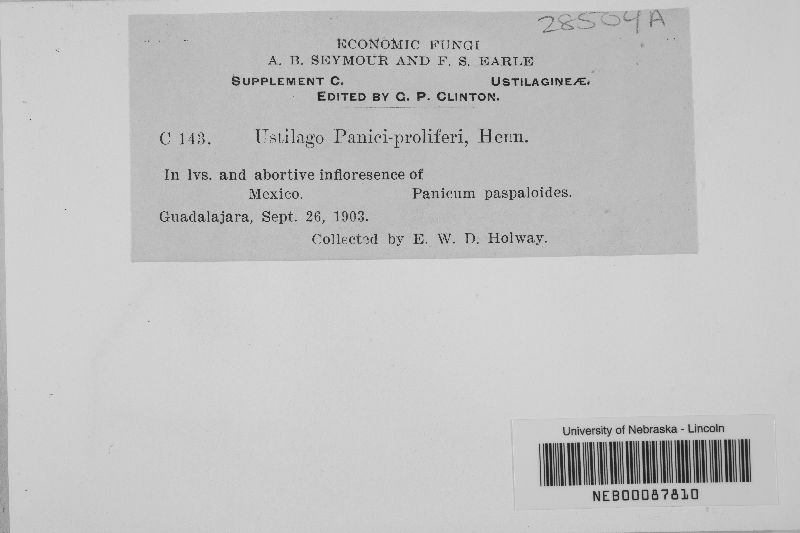 28504A
ECONOMIC FUNGI
A. B. SEYMOUR AND F. S. EARLE
SUPPLEMENT C. USTILAGINEÆ.
EDITED BY G. P. CLINTON.
C 143. Ustilago Panici-proliferi, Henn.
In lvs. and abortive infloresence of
Mexico. Panicum paspaloides.
Guadalajara, Sept. 26, 1903.
Collected by E. W. D. Holway.
University of Nebraska - Lincoln
NEB00087810